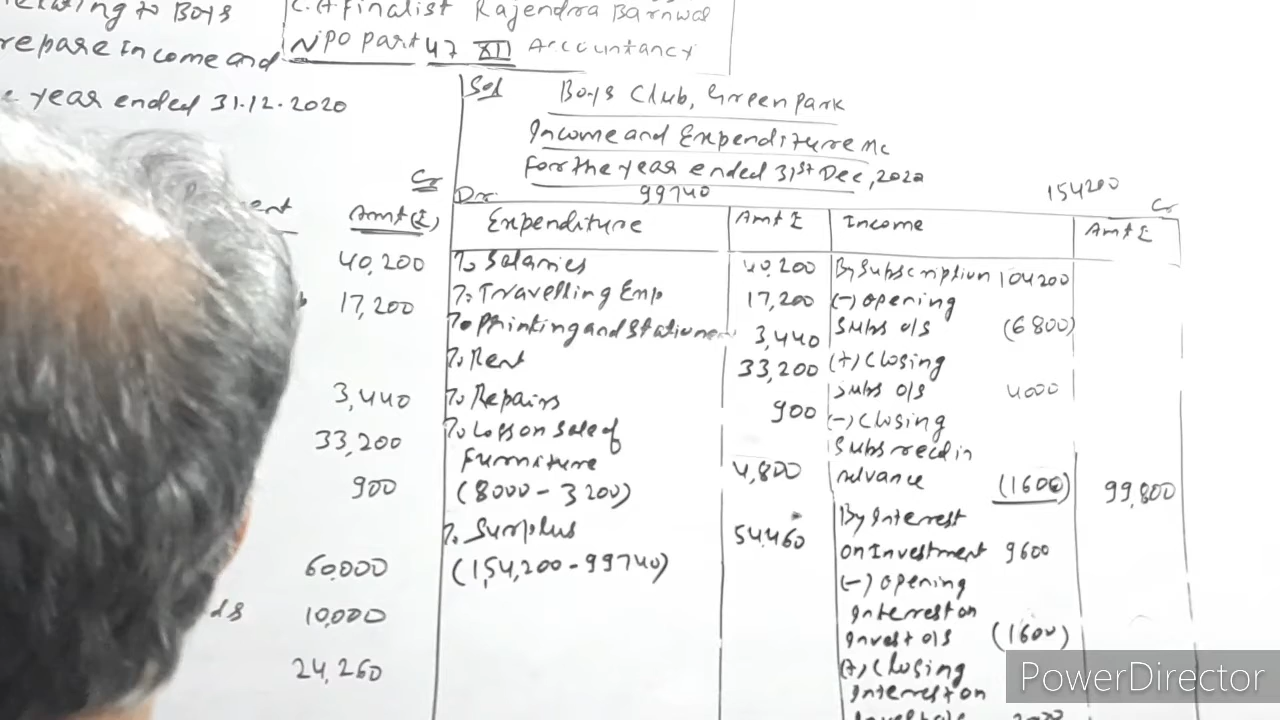 to Boys
C.A Finalist Rajendra Barnwal
NPO Part 47 XII Accountancy
repare Income and
year ended 31.12.2020
Cr
Amt(₹)
40,200
17,200
3,440
33,200
900
60,000
10,000
24,260
Sol
Boys Club, Greenpark
Income and Expenditure A/c
For the year ended 31st Dec, 2020
Dr.
99740
154200
Cr
Expenditure Amt ₹ Income Amt ₹
To Salaries 40,200 By Subscription 104200
To Travelling Exp 17,200 (-) opening
To Printing and Stationery 3,440 Subs o/s (6800)
To Rent 33,200 (+) Closing
To Repairs 900 Subs o/s 4000
To Loss on Sale of (-) Closing
Furniture 4,800 Subs recd in
(8000 - 3200) Advance (1600) 99,800
To Surplus 54,460 By Interest
(1,54,200 - 99740) on Investment 9600
(-) opening
Interest on
Invest o/s (1600)
(+) Closing
Interest on
PowerDirector